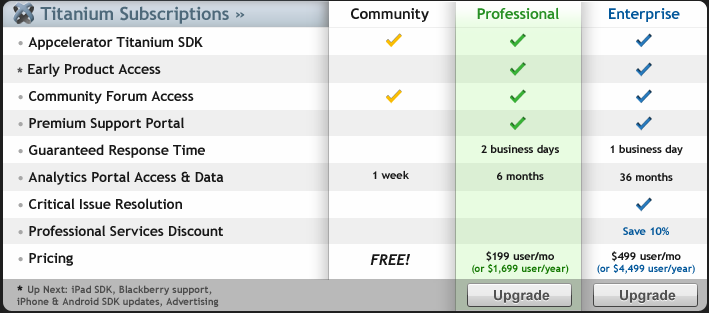 Titanium Subscriptions » Community Professional Enterprise
• Appcelerator Titanium SDK ✓ ✓ ✓
* Early Product Access ✓ ✓
• Community Forum Access ✓ ✓ ✓
• Premium Support Portal ✓ ✓
• Guaranteed Response Time 2 business days 1 business day
• Analytics Portal Access & Data 1 week 6 months 36 months
• Critical Issue Resolution ✓
• Professional Services Discount Save 10%
• Pricing FREE! $199 user/mo $499 user/mo
(or $1,699 user/year) (or $4,499 user/year)
* Up Next: iPad SDK, Blackberry support,
iPhone & Android SDK updates, Advertising
Upgrade Upgrade